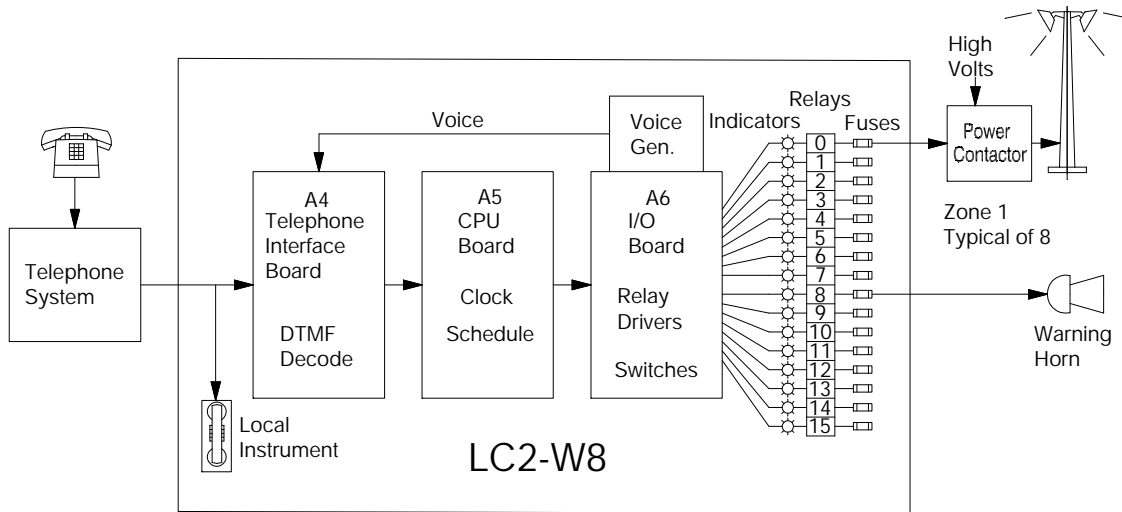 High
Volts
Relays
Indicators
Fuses
Voice
Voice
Gen.
Power
Contactor
Zone 1
Typical of 8
Telephone
System
A4
Telephone
Interface
Board
DTMF
Decode
A5
CPU
Board
Clock
Schedule
A6
I/O
Board
Relay
Drivers
Switches
0
1
2
3
4
5
6
7
8
9
10
11
12
13
14
15
Warning
Horn
Local
Instrument
LC2-W8